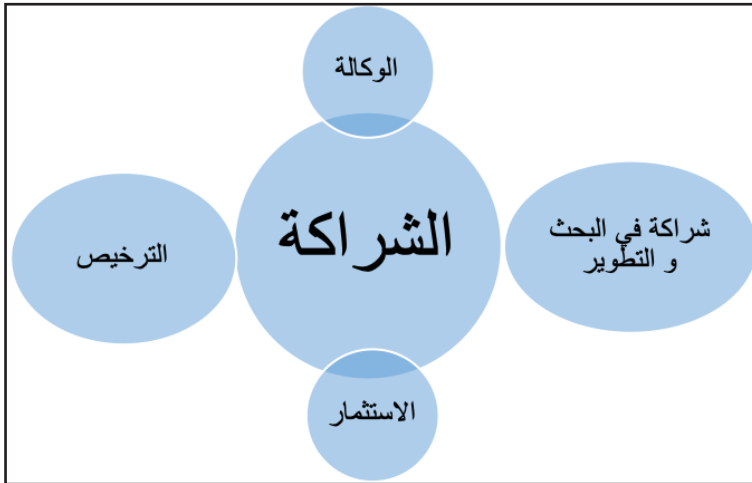 الوكالة
الشراكة
شراكة في البحث
و التطوير
الترخيص
الاستثمار